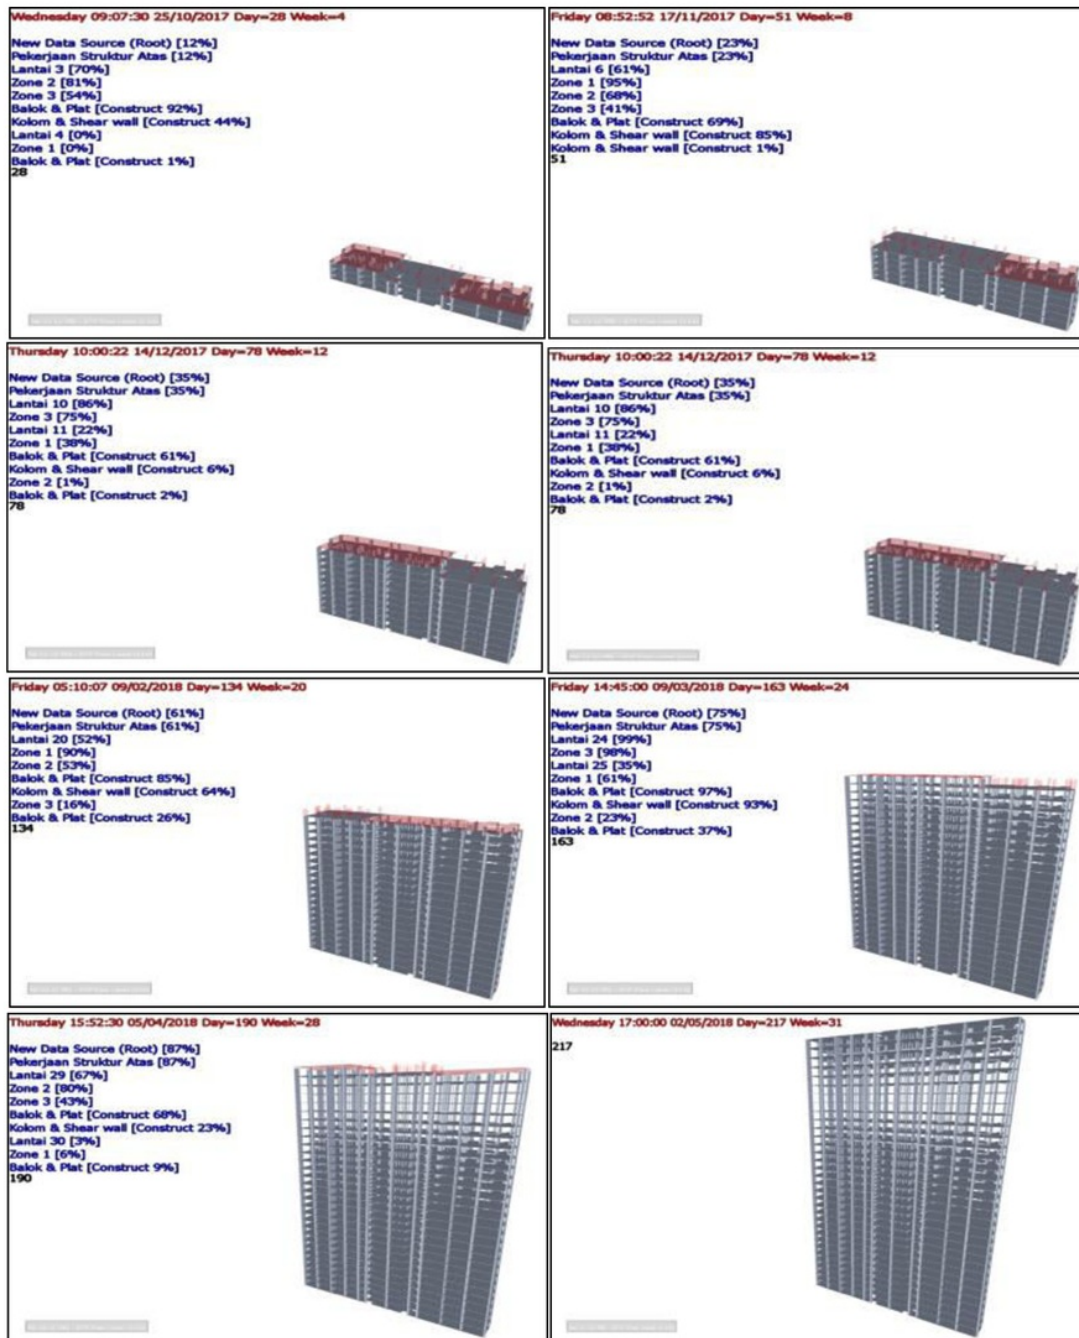 Wednesday 09:07:30 25/10/2017 Day=28 Week=4
New Data Source (Root) [12%]
Pekerjaan Struktur Atas [12%]
Lantai 3 [70%]
Zone 2 [81%]
Zone 3 [54%]
Balok & Plat [Construct 92%]
Kolom & Shear wall [Construct 44%]
Lantai 4 [0%]
Zone 1 [0%]
Balok & Plat [Construct 1%]
28
Friday 08:52:52 17/11/2017 Day=51 Week=8
New Data Source (Root) [23%]
Pekerjaan Struktur Atas [23%]
Lantai 6 [61%]
Zone 1 [95%]
Zone 2 [68%]
Zone 3 [41%]
Balok & Plat [Construct 69%]
Kolom & Shear wall [Construct 85%]
Kolom & Shear wall [Construct 1%]
51
Thursday 10:00:22 14/12/2017 Day=78 Week=12
New Data Source (Root) [35%]
Pekerjaan Struktur Atas [35%]
Lantai 10 [86%]
Zone 3 [75%]
Lantai 11 [22%]
Zone 1 [38%]
Balok & Plat [Construct 61%]
Kolom & Shear wall [Construct 6%]
Zone 2 [1%]
Balok & Plat [Construct 2%]
78
Thursday 10:00:22 14/12/2017 Day=78 Week=12
New Data Source (Root) [35%]
Pekerjaan Struktur Atas [35%]
Lantai 10 [86%]
Zone 3 [75%]
Lantai 11 [22%]
Zone 1 [38%]
Balok & Plat [Construct 61%]
Kolom & Shear wall [Construct 6%]
Zone 2 [1%]
Balok & Plat [Construct 2%]
78
Friday 05:10:07 09/02/2018 Day=134 Week=20
New Data Source (Root) [61%]
Pekerjaan Struktur Atas [61%]
Lantai 20 [52%]
Zone 1 [90%]
Zone 2 [53%]
Balok & Plat [Construct 85%]
Kolom & Shear wall [Construct 64%]
Zone 3 [16%]
Balok & Plat [Construct 26%]
134
Friday 14:45:00 09/03/2018 Day=163 Week=24
New Data Source (Root) [75%]
Pekerjaan Struktur Atas [75%]
Lantai 24 [99%]
Zone 3 [98%]
Lantai 25 [35%]
Zone 1 [61%]
Balok & Plat [Construct 97%]
Kolom & Shear wall [Construct 93%]
Zone 2 [23%]
Balok & Plat [Construct 37%]
163
Thursday 15:52:30 05/04/2018 Day=190 Week=28
New Data Source (Root) [87%]
Pekerjaan Struktur Atas [87%]
Lantai 29 [67%]
Zone 2 [80%]
Zone 3 [43%]
Balok & Plat [Construct 68%]
Kolom & Shear wall [Construct 23%]
Lantai 30 [3%]
Zone 1 [6%]
Balok & Plat [Construct 9%]
190
Wednesday 17:00:00 02/05/2018 Day=217 Week=31
217